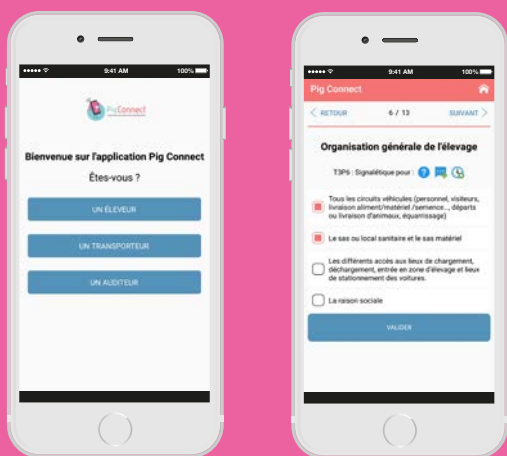 9:41 AM 100%
PigConnect
Bienvenue sur l'application Pig Connect
Êtes-vous ?
UN ÉLEVEUR
UN TRANSPORTEUR
UN AUDITEUR
9:41 AM 100%
Pig Connect
RETOUR 6 / 13 SUIVANT
Organisation générale de l'élevage
T3P6 : Signalétique pour :
Tous les circuits véhicules (personnel, visiteurs,
livraison aliment/matériel /semence..., départs
ou livraison d'animaux, équarrissage)
Le sas ou local sanitaire et le sas matériel
Les différents accès aux lieux de chargement,
déchargement, entrée en zone d'élevage et lieux
de stationnement des voitures.
La raison sociale
VALIDER